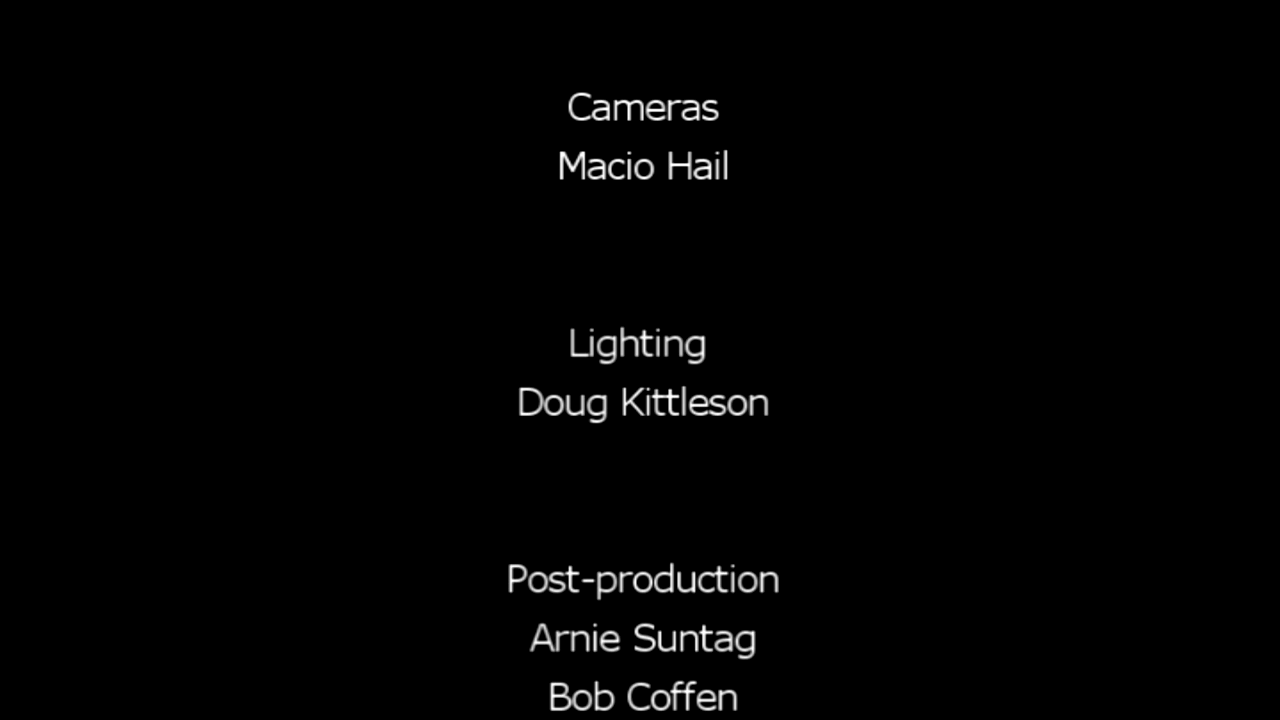 Cameras
Macio Hail
Lighting
Doug Kittleson
Post-production
Arnie Suntag
Bob Coffen